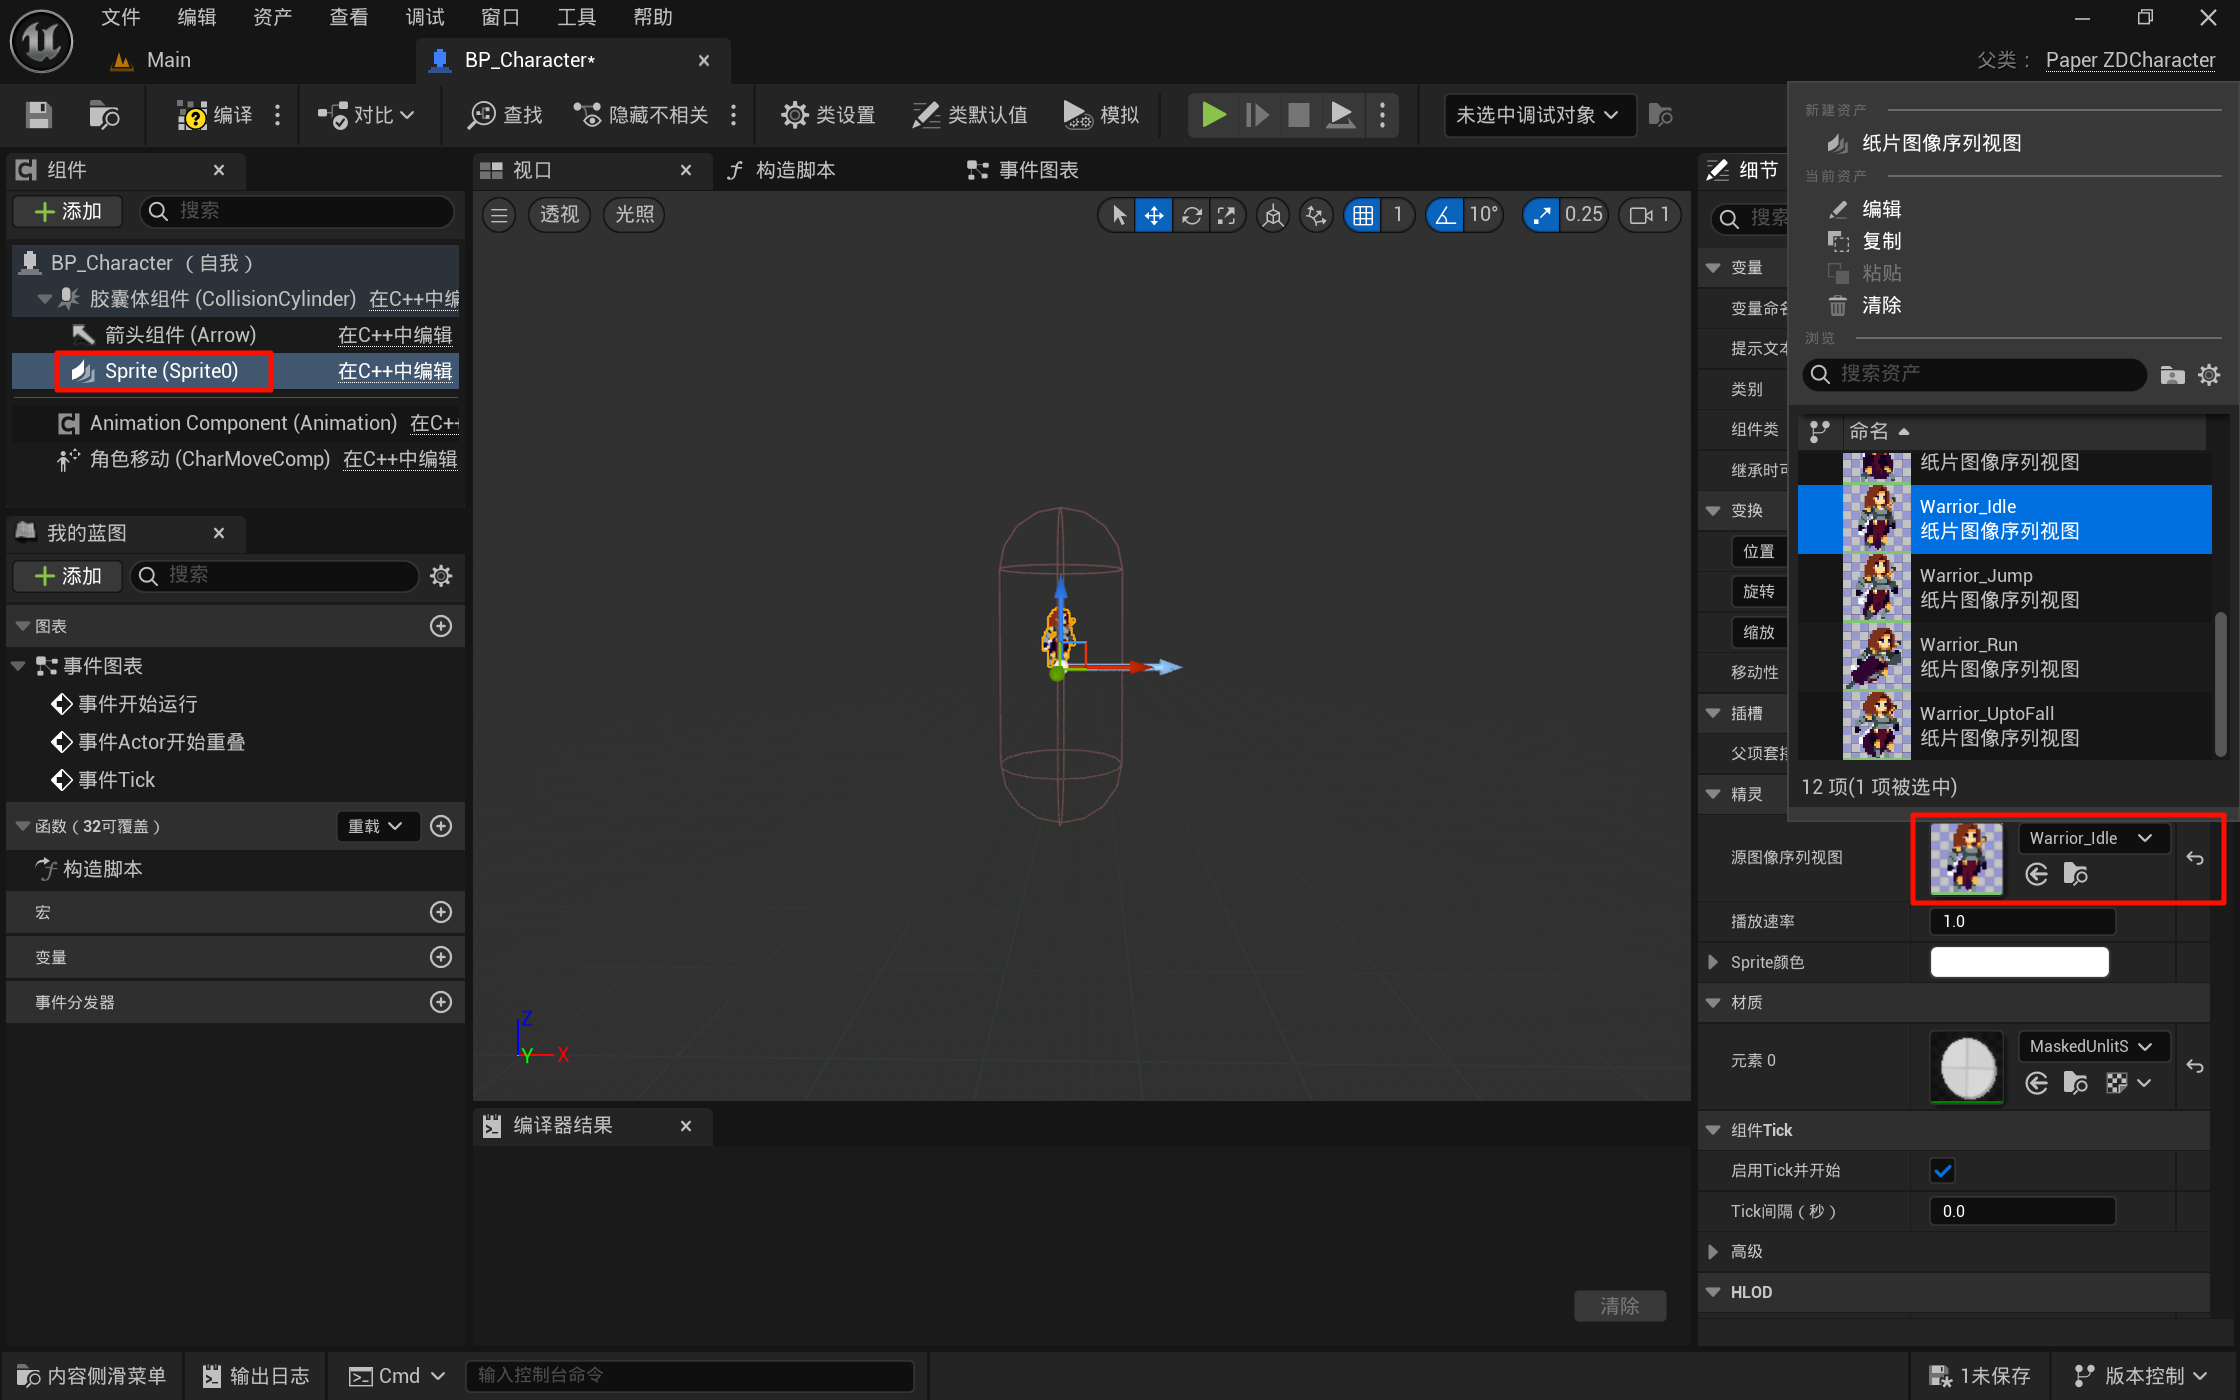 文件 编辑 资产 查看 调试 窗口 工具 帮助
Main
BP_Character*
父类： Paper ZDCharacter
编译 对比 查找 隐藏不相关 类设置 类默认值 模拟 未选中调试对象
组件
添加 搜索
BP_Character （自我）
胶囊体组件 (CollisionCylinder) 在C++中编
箭头组件 (Arrow) 在C++中编辑
Sprite (Sprite0) 在C++中编辑
Animation Component (Animation) 在C++
角色移动 (CharMoveComp) 在C++中编辑
我的蓝图
添加 搜索
图表
事件图表
事件开始运行
事件Actor开始重叠
事件Tick
函数（32可覆盖） 重载
构造脚本
宏
变量
事件分发器
视口 构造脚本 事件图表
透视 光照 1 10° 0.25 1
Z
Y X
编译器结果
清除
细节
搜索
变量
变量命名
提示文本
类别
组件类
继承时可
变换
位置
旋转
缩放
移动性
插槽
父项套接
精灵
新建资产
纸片图像序列视图
当前资产
编辑
复制
粘贴
清除
浏览
搜索资产
命名
纸片图像序列视图
Warrior_Idle
纸片图像序列视图
Warrior_Jump
纸片图像序列视图
Warrior_Run
纸片图像序列视图
Warrior_UptoFall
纸片图像序列视图
12 项(1 项被选中)
源图像序列视图 Warrior_Idle
播放速率 1.0
Sprite颜色
材质
元素 0 MaskedUnlitS
组件Tick
启用Tick并开始
Tick间隔（秒） 0.0
高级
HLOD
内容侧滑菜单 输出日志 Cmd 输入控制台命令 1未保存 版本控制